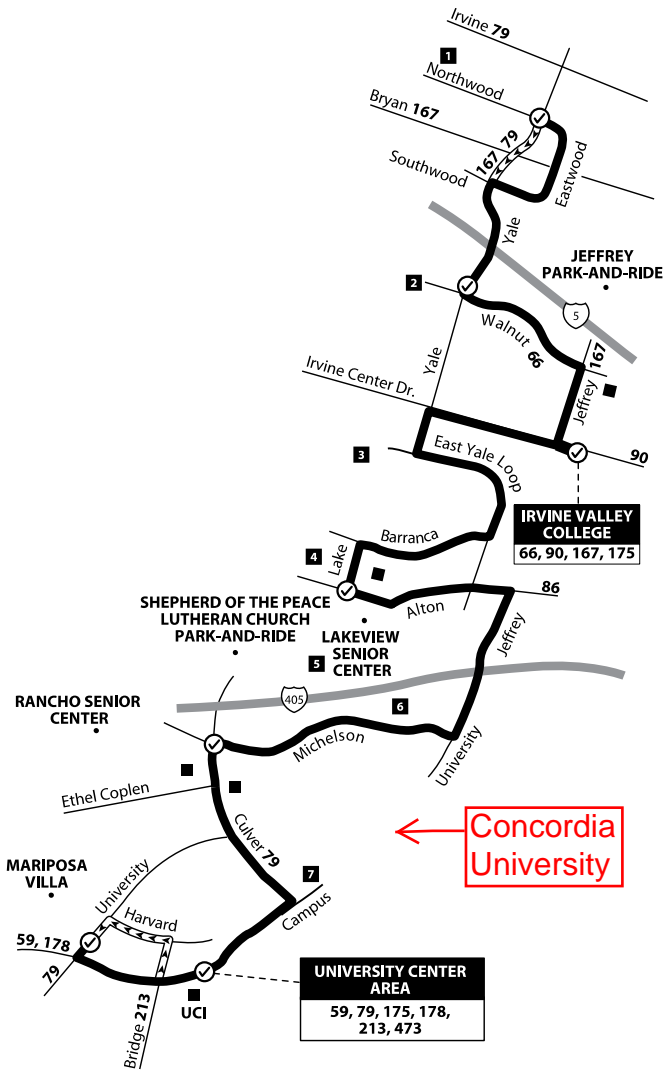 Irvine 79
1
Northwood
Bryan 167
167 79
Southwood
Eastwood
Yale
JEFFREY
PARK-AND-RIDE
2
5
Walnut 66
167
Yale
Irvine Center Dr.
Jeffrey
East Yale Loop
3
90
IRVINE VALLEY
COLLEGE
66, 90, 167, 175
Barranca
4
Lake
86
Alton
SHEPHERD OF THE PEACE
LUTHERAN CHURCH
PARK-AND-RIDE
LAKEVIEW
SENIOR
CENTER
Jeffrey
5
405
RANCHO SENIOR
CENTER
6
Michelson
University
Ethel Coplen
Concordia
University
Culver 79
MARIPOSA
VILLA
7
University
Harvard
Campus
59, 178
79
UNIVERSITY CENTER
AREA
59, 79, 175, 178,
213, 473
UCI
Bridge 213